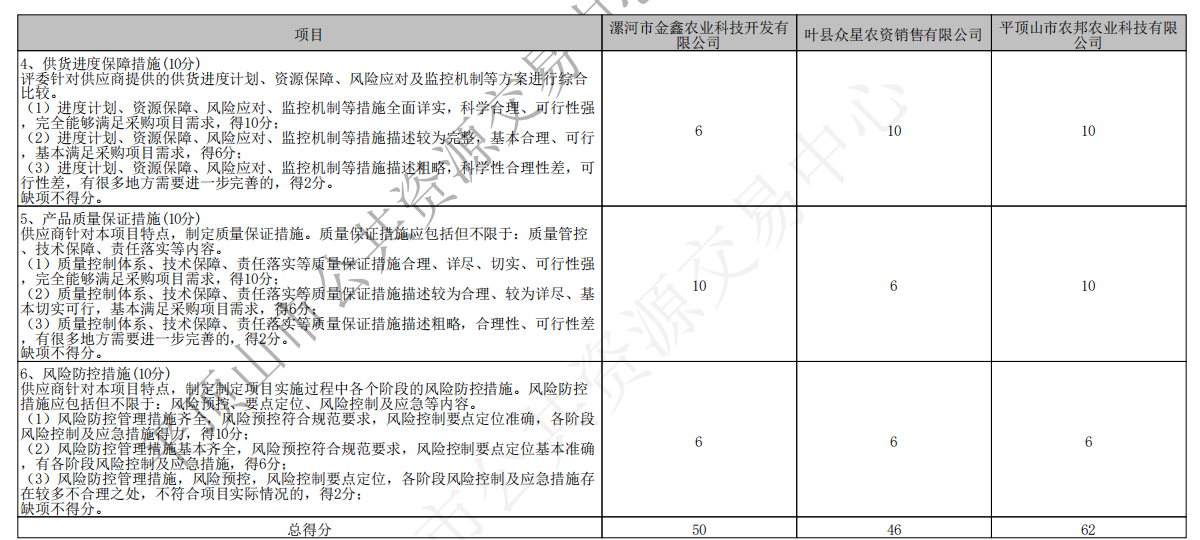 项目
漯河市金鑫农业科技开发有
限公司
叶县众星农资销售有限公司
平顶山市农邦农业科技有限
公司
4、供货进度保障措施(10分)
评委针对供应商提供的供货进度计划、资源保障、风险应对及监控机制等方案进行综合
比较。
（1）进度计划、资源保障、风险应对、监控机制等措施全面详实，科学合理、可行性强
，完全能够满足采购项目需求，得10分；
（2）进度计划、资源保障、风险应对、监控机制等措施描述较为完整，基本合理、可行
，基本满足采购项目需求，得6分；
（3）进度计划、资源保障、风险应对、监控机制等措施描述粗略，科学性合理性差，可
行性差，有很多地方需要进一步完善的，得2分。
缺项不得分。
6
10
10
5、产品质量保证措施(10分)
供应商针对本项目特点，制定质量保证措施。质量保证措施应包括但不限于：质量管控
、技术保障、责任落实等内容。
（1）质量控制体系、技术保障、责任落实等质量保证措施合理、详尽、切实、可行性强
，完全能够满足采购项目需求，得10分；
（2）质量控制体系、技术保障、责任落实等质量保证措施描述较为合理、较为详尽、基
本切实可行，基本满足采购项目需求，得6分；
（3）质量控制体系、技术保障、责任落实等质量保证措施描述粗略，合理性、可行性差
，有很多地方需要进一步完善的，得2分。
缺项不得分。
10
6
10
6、风险防控措施(10分)
供应商针对本项目特点，制定制定项目实施过程中各个阶段的风险防控措施。风险防控
措施应包括但不限于：风险预控、要点定位、风险控制及应急等内容。
（1）风险防控管理措施齐全，风险预控符合规范要求，风险控制要点定位准确，各阶段
风险控制及应急措施得力，得10分；
（2）风险防控管理措施基本齐全，风险预控符合规范要求，风险控制要点定位基本准确
，有各阶段风险控制及应急措施，得6分；
（3）风险防控管理措施，风险预控，风险控制要点定位，各阶段风险控制及应急措施存
在较多不合理之处，不符合项目实际情况的，得2分；
缺项不得分。
6
6
6
总得分
50
46
62
平顶山市公共资源交易中心
市公共资源交易中心